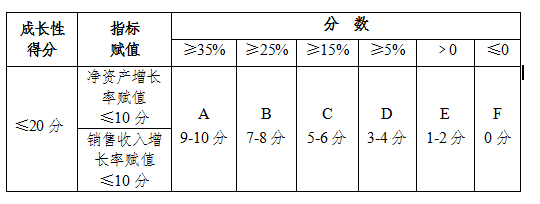 成长性
得分
指标
赋值
分 数
≥35%
≥25%
≥15%
≥5%
>0
≤0
≤20分
净资产增长
率赋值
≤10分
销售收入增
长率赋值
≤10分
A
9-10分
B
7-8分
C
5-6分
D
3-4分
E
1-2分
F
0分